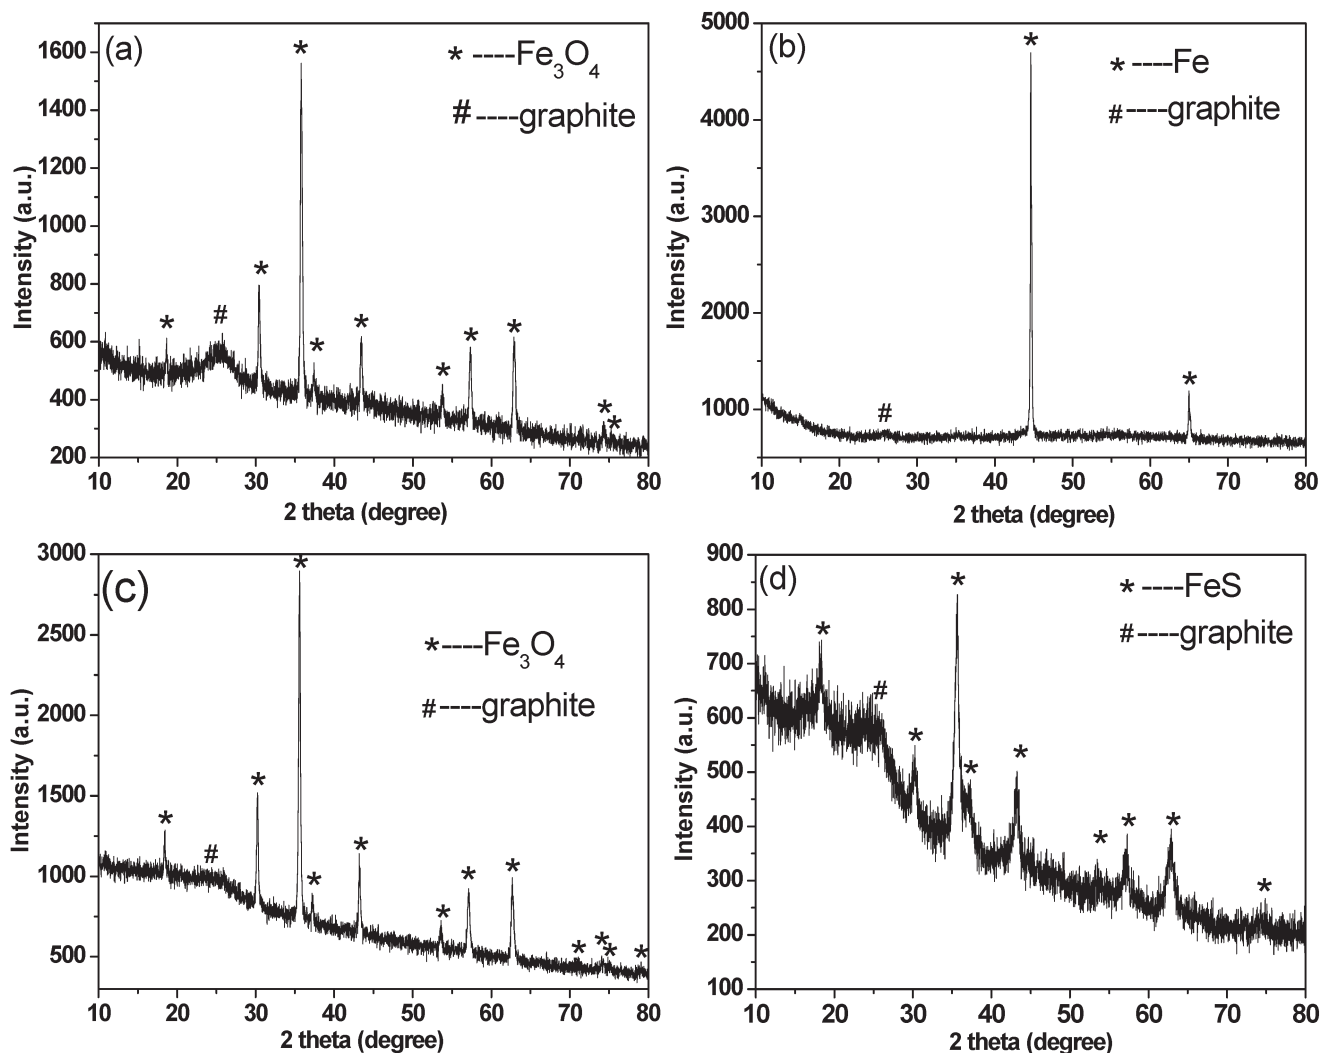 (a)
*----Fe3O4
#----graphite
*
#
*
*
*
*
*
*
*
*
*
1600
1400
1200
1000
800
600
400
200
Intensity (a.u.)
10 20 30 40 50 60 70 80
2 theta (degree)
(b)
*----Fe
#----graphite
#
*
*
5000
4000
3000
2000
1000
Intensity (a.u.)
10 20 30 40 50 60 70 80
2 theta (degree)
(c)
*----Fe3O4
#----graphite
*
#
*
*
*
*
*
*
*
*
*
*
*
3000
2500
2000
1500
1000
500
Intensity (a.u.)
10 20 30 40 50 60 70 80
2 theta (degree)
(d)
*----FeS
#----graphite
*
#
*
*
*
*
*
*
*
*
900
800
700
600
500
400
300
200
100
Intensity (a.u.)
10 20 30 40 50 60 70 80
2 theta (degree)